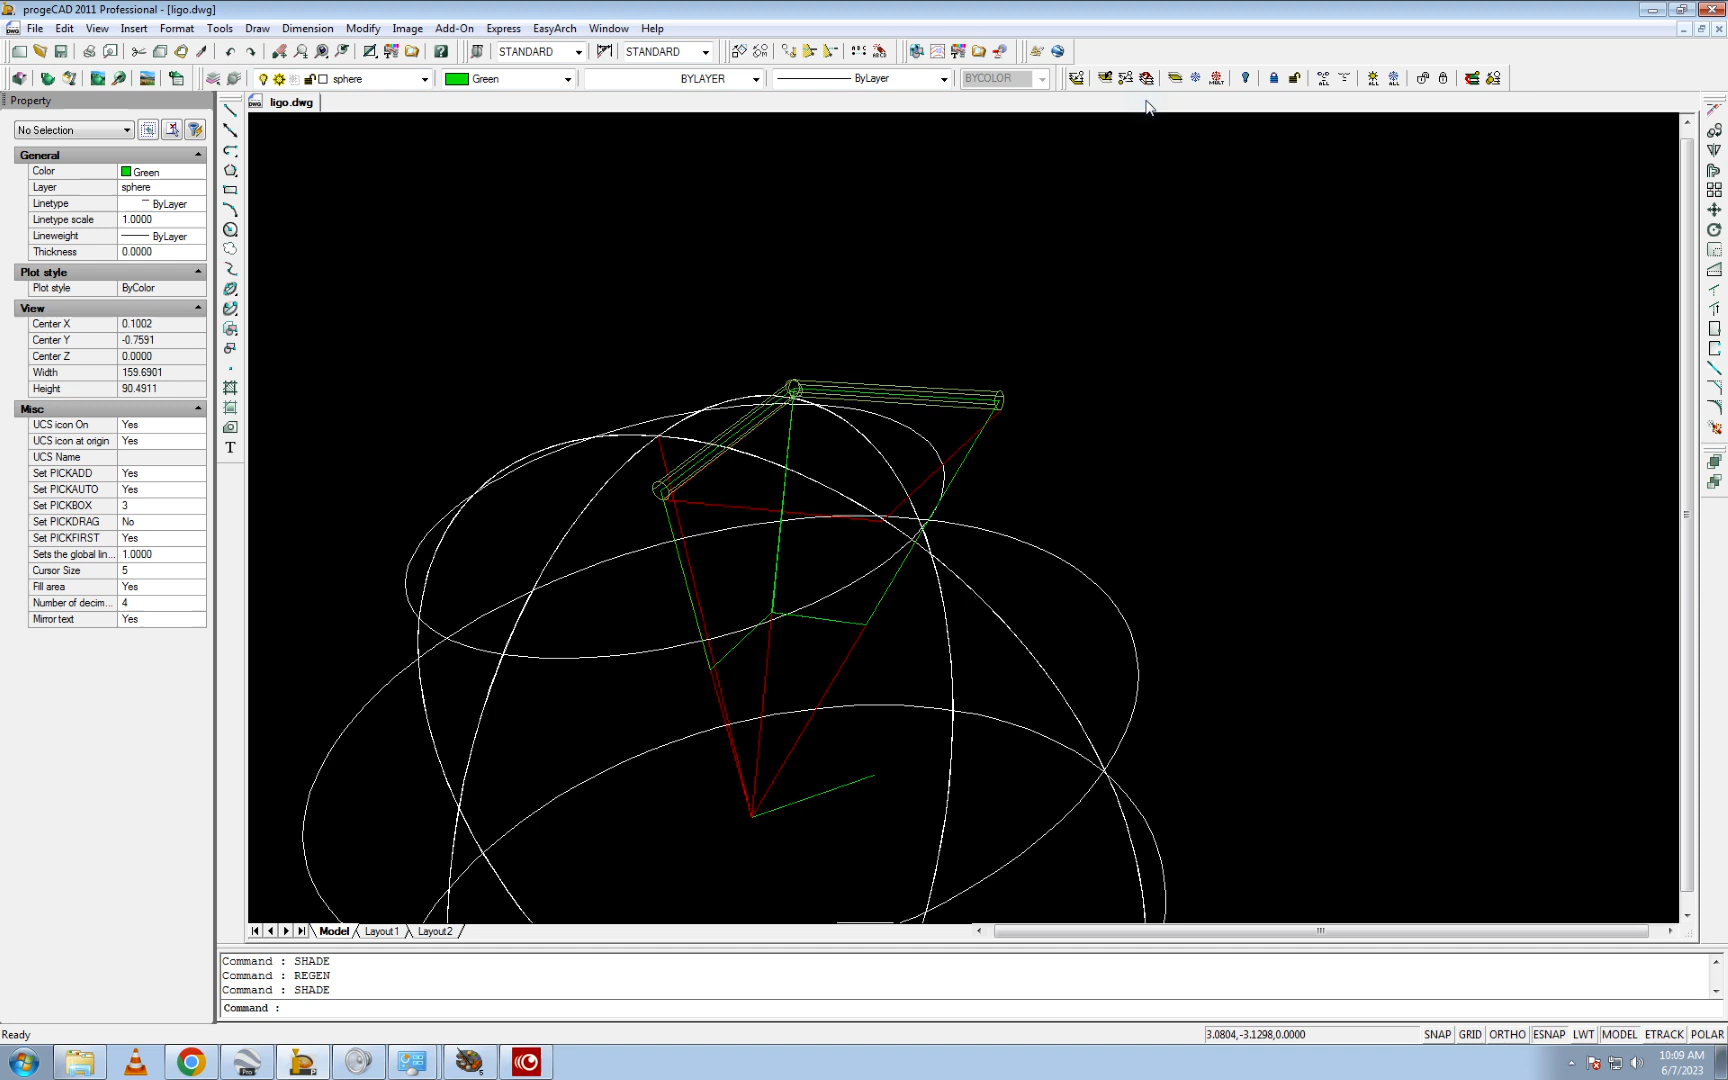 progeCAD 2011 Professional - [ligo.dwg]
File Edit View Insert Format Tools Draw Dimension Modify Image Add-On Express EasyArch Window Help
STANDARD STANDARD
sphere Green BYLAYER ByLayer BYCOLOR
Property
ligo.dwg
No Selection
General
Color Green
Layer sphere
Linetype ByLayer
Linetype scale 1.0000
Lineweight ByLayer
Thickness 0.0000
Plot style
Plot style ByColor
View
Center X 0.1002
Center Y -0.7591
Center Z 0.0000
Width 159.6901
Height 90.4911
Misc
UCS icon On Yes
UCS icon at origin Yes
UCS Name
Set PICKADD Yes
Set PICKAUTO Yes
Set PICKBOX 3
Set PICKDRAG No
Set PICKFIRST Yes
Sets the global lin... 1.0000
Cursor Size 5
Fill area Yes
Number of decim... 4
Mirror text Yes
Model Layout1 Layout2
Command : SHADE
Command : REGEN
Command : SHADE
Command :
Ready
3.0804,-3.1298,0.0000 SNAP GRID ORTHO ESNAP LWT MODEL ETRACK POLAR
10:09 AM
6/7/2023